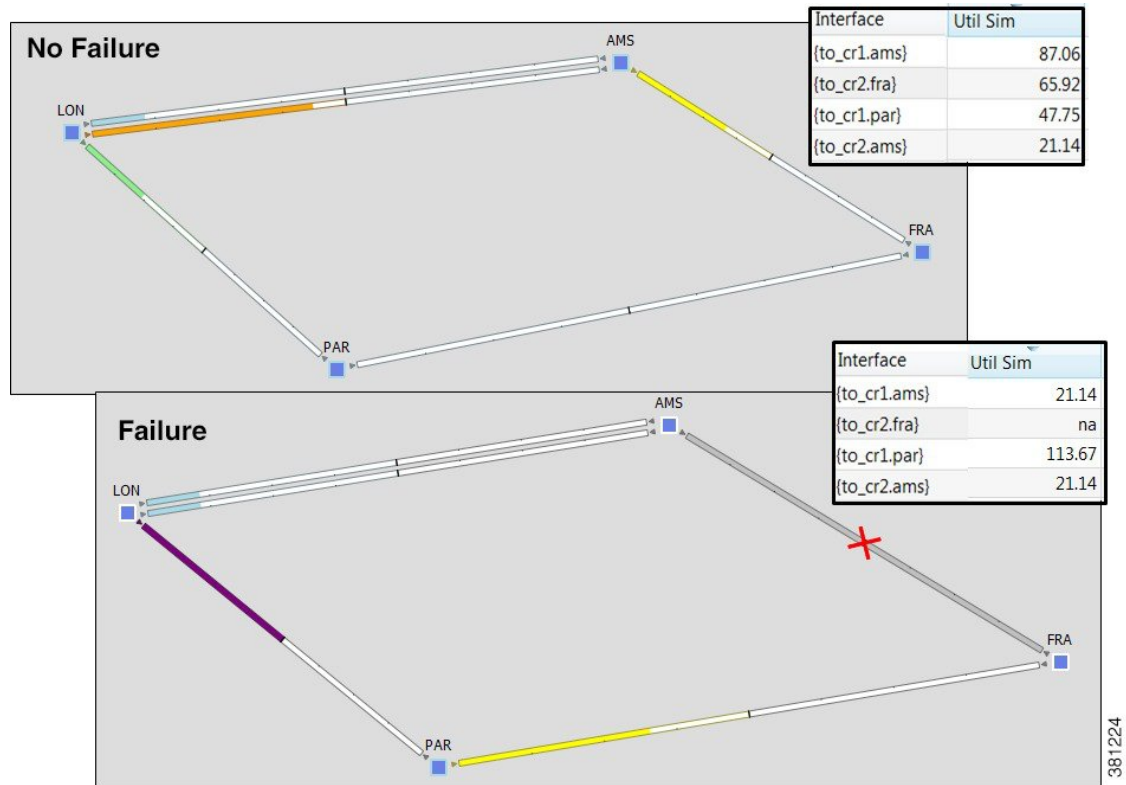 No Failure
AMS
LON
FRA
PAR
Interface Util Sim
{to_cr1.ams} 87.06
{to_cr2.fra} 65.92
{to_cr1.par} 47.75
{to_cr2.ams} 21.14
Failure
AMS
LON
FRA
PAR
Interface Util Sim
{to_cr1.ams} 21.14
{to_cr2.fra} na
{to_cr1.par} 113.67
{to_cr2.ams} 21.14
381224